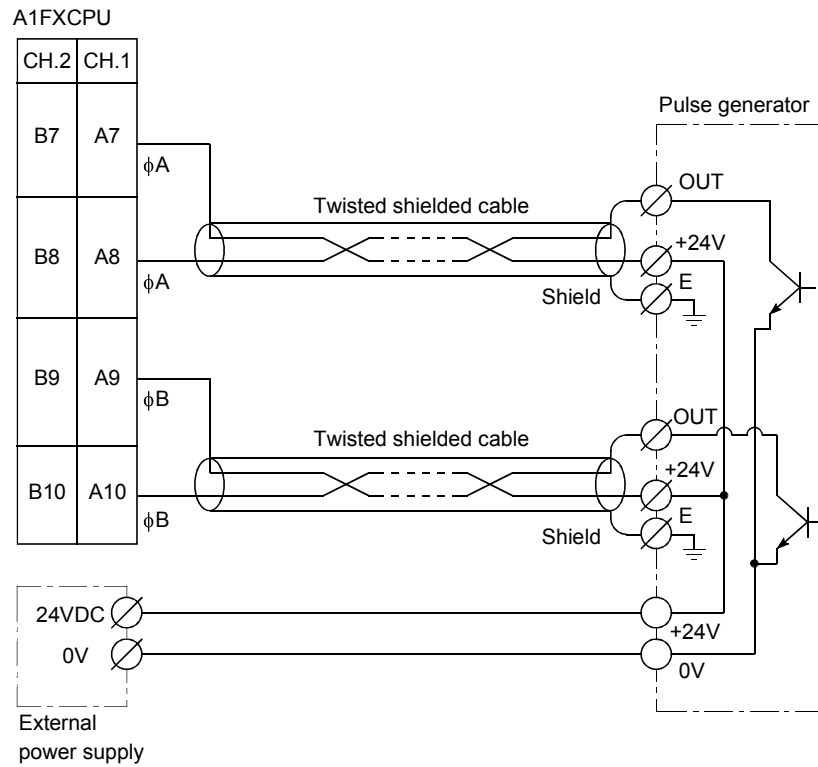 A1FXCPU
CH.2 CH.1
B7 A7
ϕA
B8 A8
ϕA
B9 A9
ϕB
B10 A10
ϕB
Twisted shielded cable
Shield
Twisted shielded cable
Shield
Pulse generator
OUT
+24V
E
OUT
+24V
E
24VDC
+24V
0V
0V
External
power supply